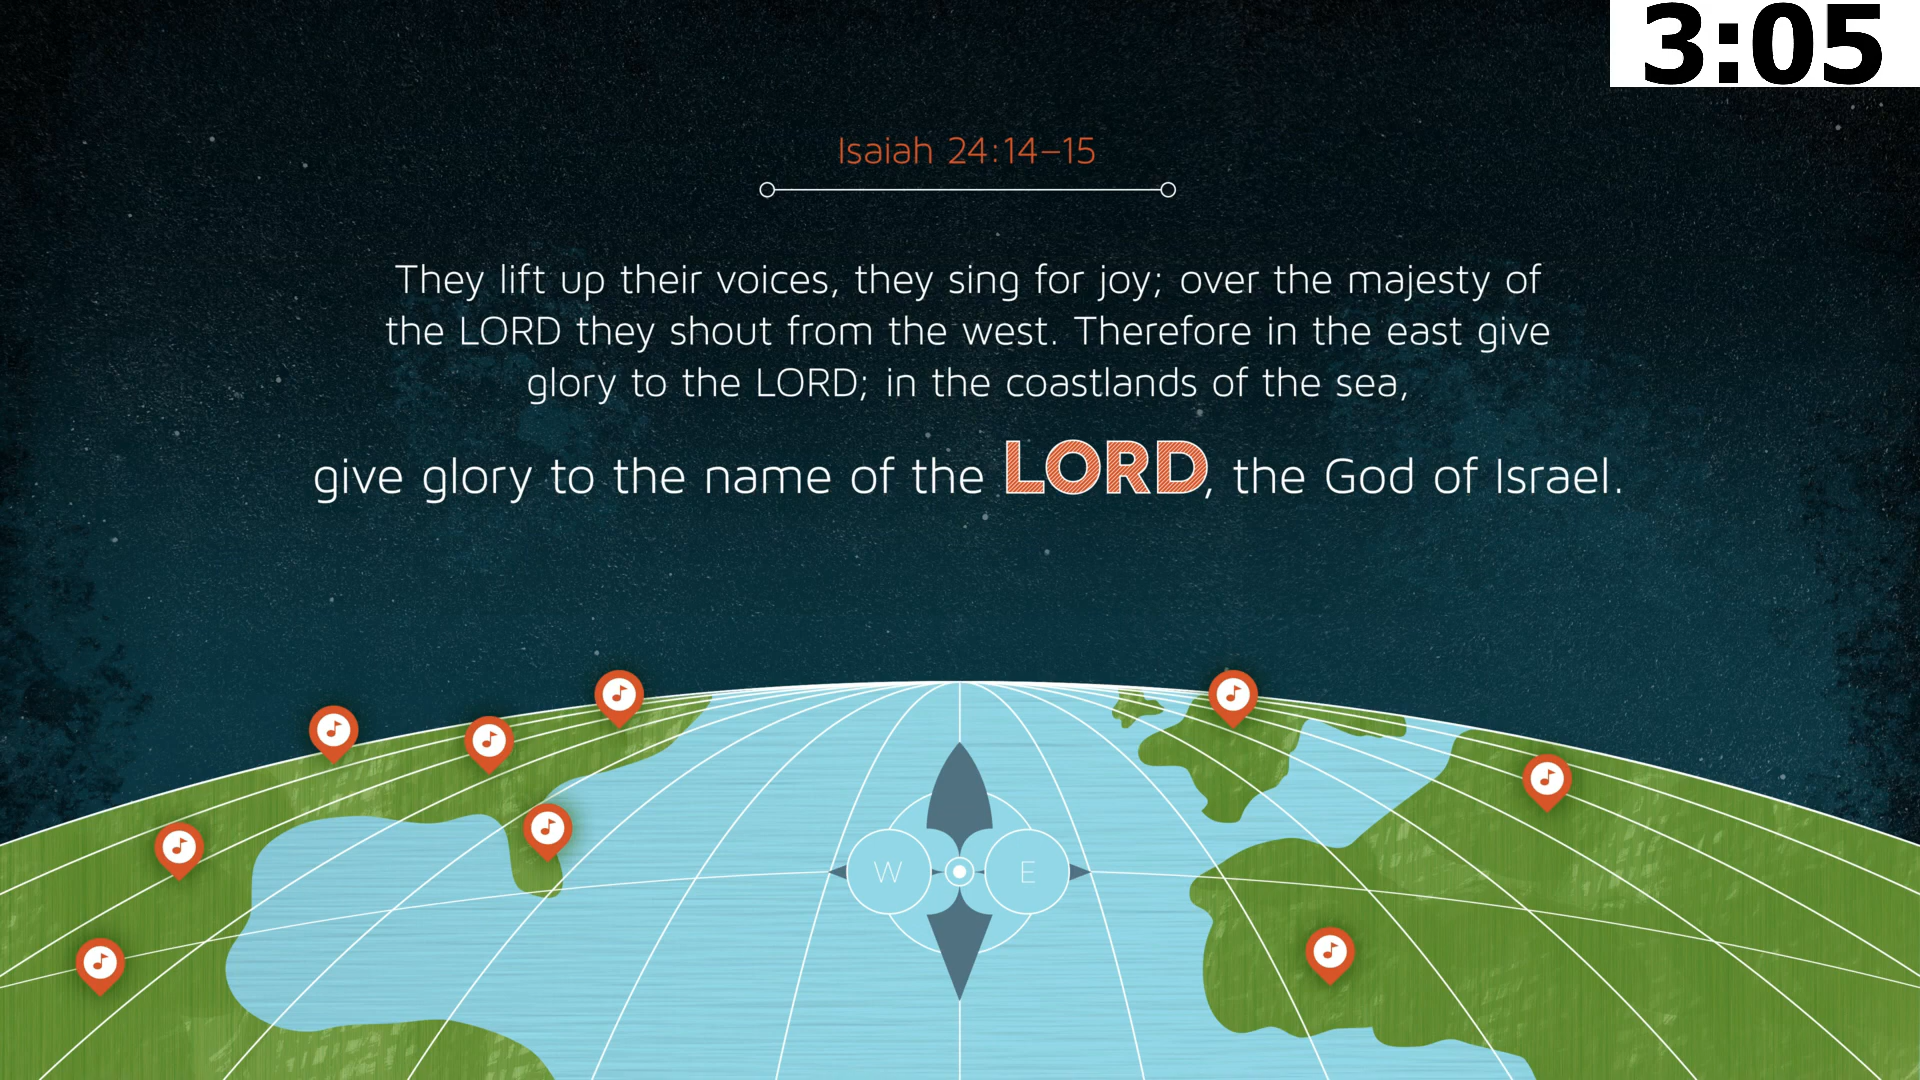 3:05
Isaiah 24:14–15
They lift up their voices, they sing for joy; over the majesty of
the LORD they shout from the west. Therefore in the east give
glory to the LORD; in the coastlands of the sea,
give glory to the name of the LORD, the God of Israel.
W E